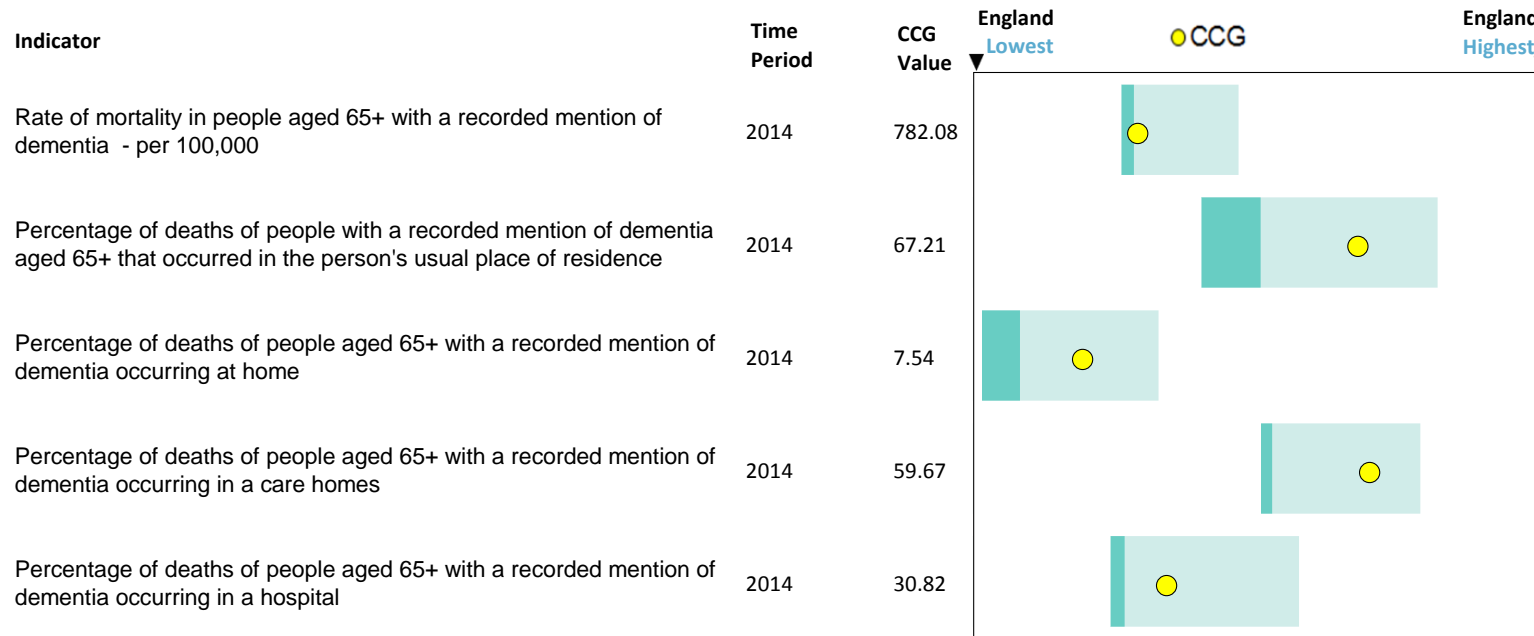 Indicator
Time Period
CCG Value
England Lowest
CCG
England Highest
Rate of mortality in people aged 65+ with a recorded mention of
dementia - per 100,000
2014
782.08
Percentage of deaths of people with a recorded mention of dementia
aged 65+ that occurred in the person's usual place of residence
2014
67.21
Percentage of deaths of people aged 65+ with a recorded mention of
dementia occurring at home
2014
7.54
Percentage of deaths of people aged 65+ with a recorded mention of
dementia occurring in a care homes
2014
59.67
Percentage of deaths of people aged 65+ with a recorded mention of
dementia occurring in a hospital
2014
30.82